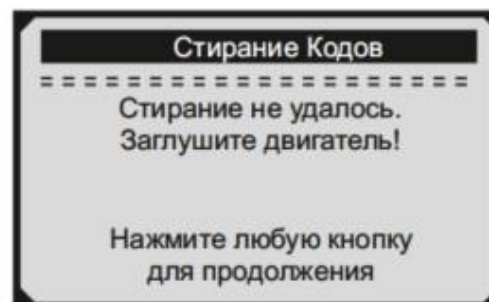 Стирание Кодов
= = = = = = = = = = = = = = = = = = = = =
Стирание не удалось.
Заглушите двигатель!
Нажмите любую кнопку
для продолжения